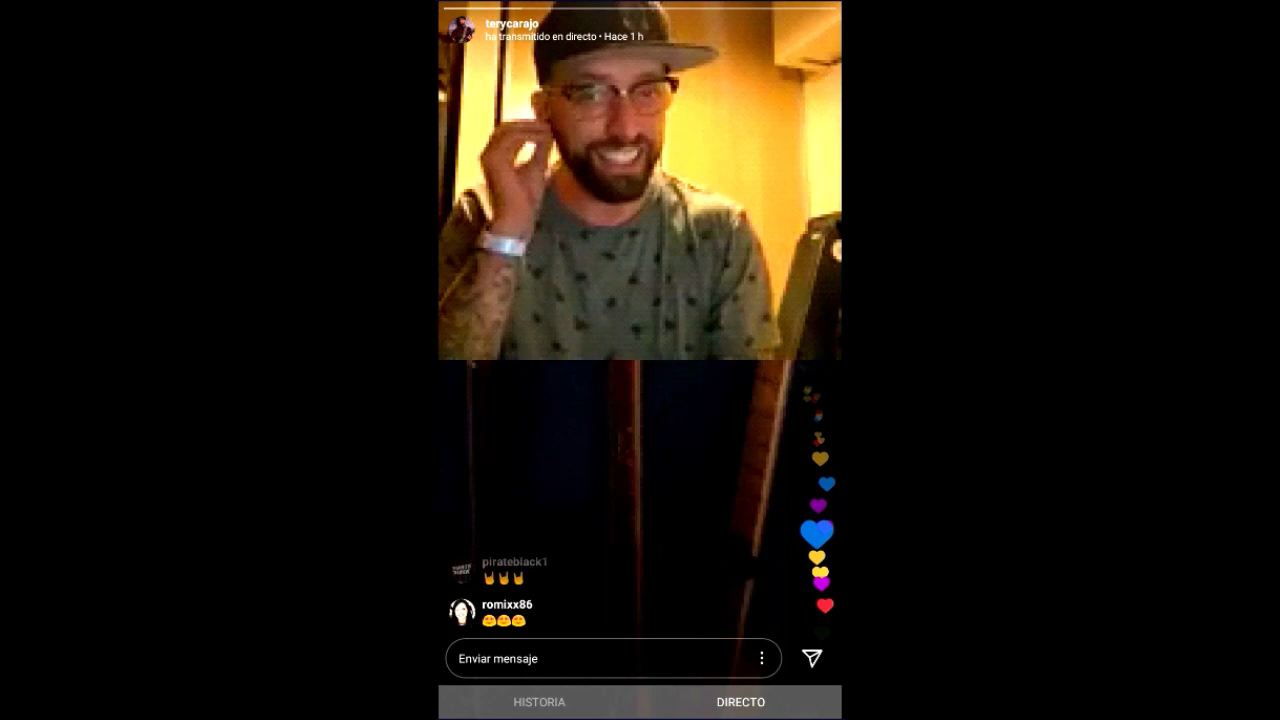 terycarajo
ha transmitido en directo • Hace 1 h
pirateblack1
romixx86
Enviar mensaje
HISTORIA
DIRECTO